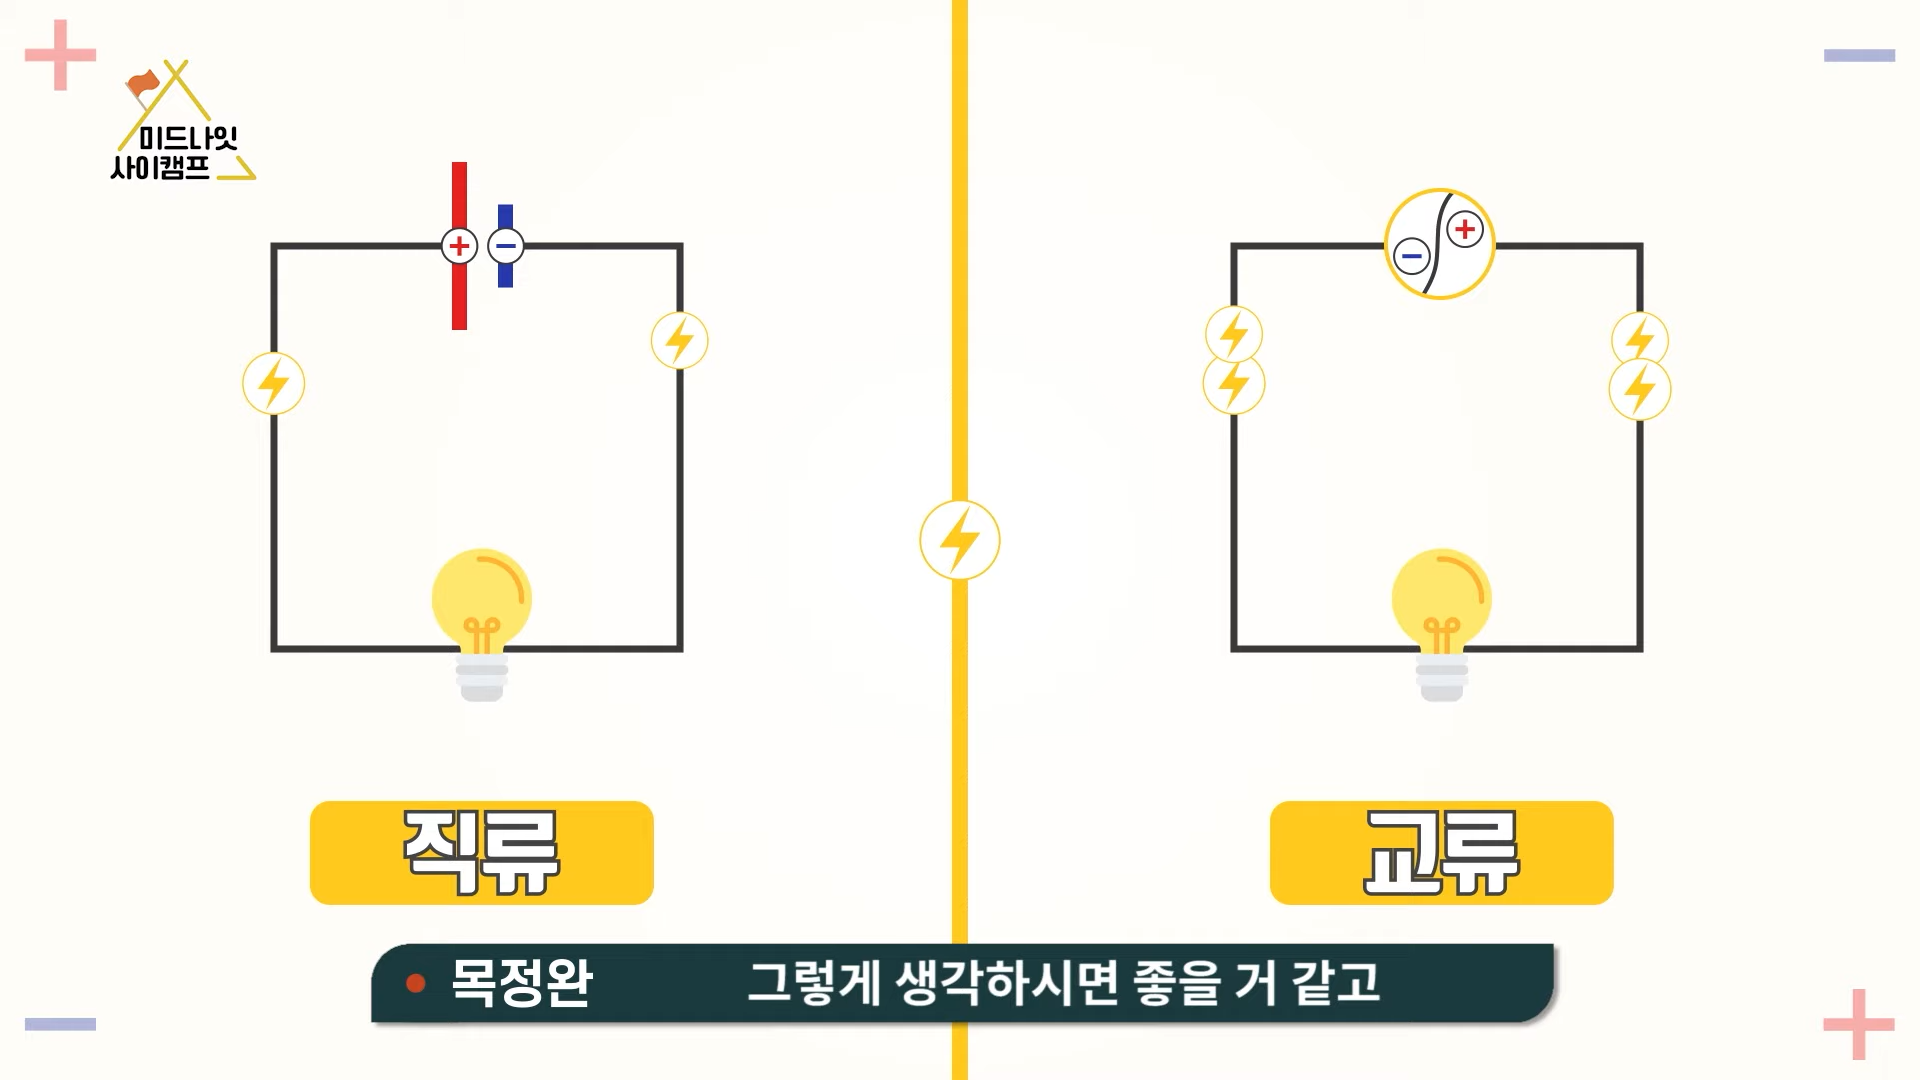 미드나잇
사이캠프
직류
교류
목정완 그렇게 생각하시면 좋을 거 같고